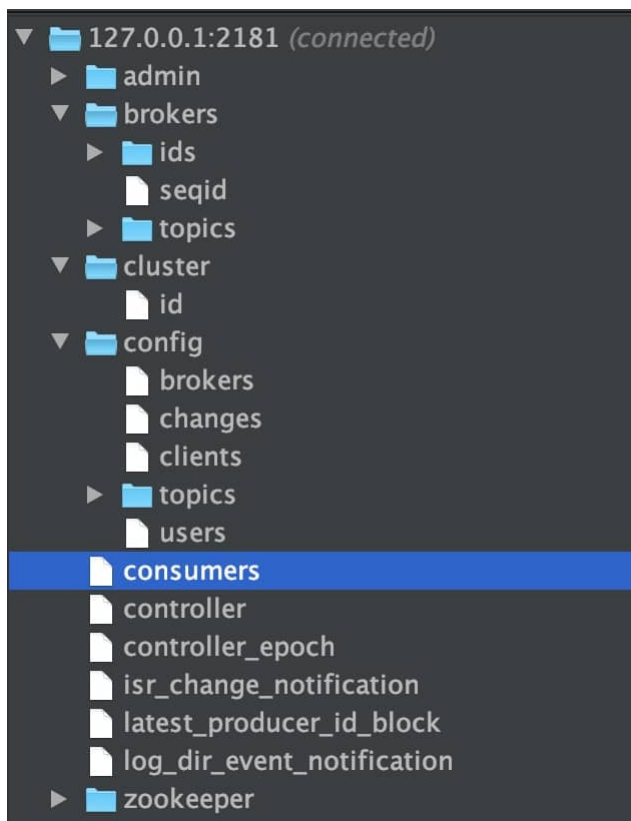 127.0.0.1:2181 (connected)
admin
brokers
ids
seqid
topics
cluster
id
config
brokers
changes
clients
topics
users
consumers
controller
controller_epoch
isr_change_notification
latest_producer_id_block
log_dir_event_notification
zookeeper